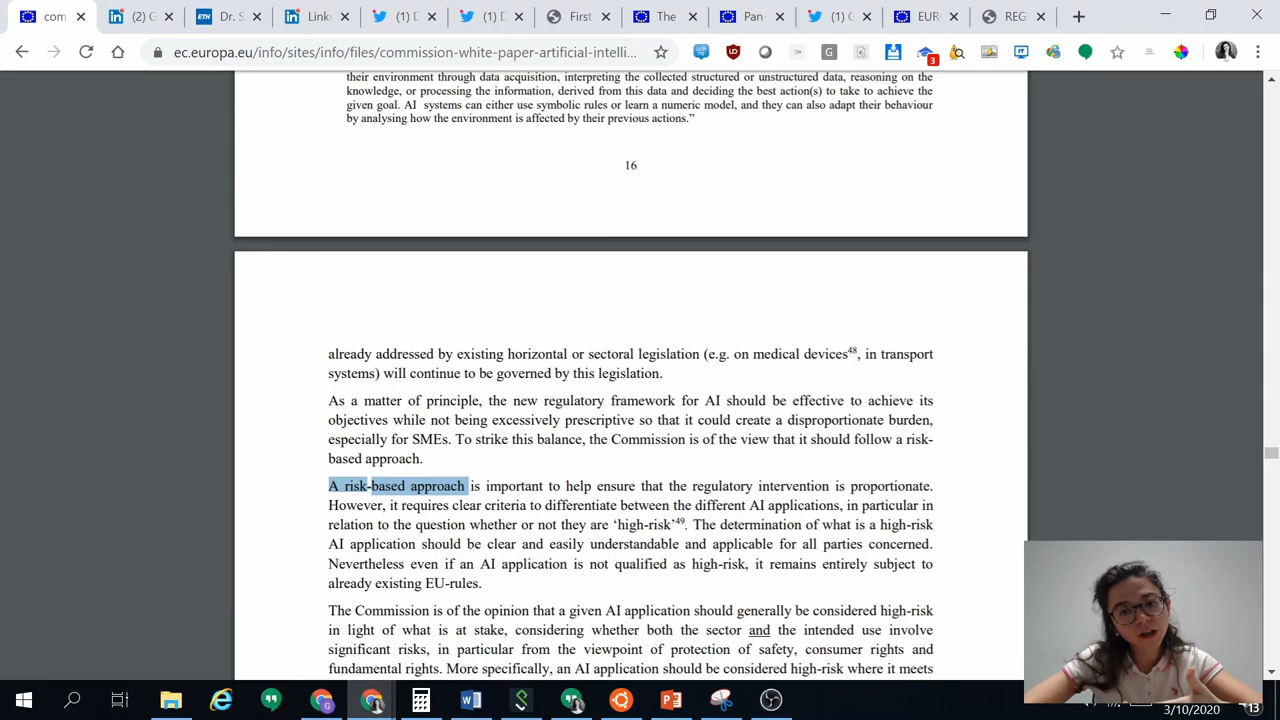 com
(2) G
Dr. S
Linke
(1) D
(1) D
First
The
Pan-
(1) G
EUR
REG
ec.europa.eu/info/sites/info/files/commission-white-paper-artificial-intelli...
G
3
their environment through data acquisition, interpreting the collected structured or unstructured data, reasoning on the
knowledge, or processing the information, derived from this data and deciding the best action(s) to take to achieve the
given goal. AI systems can either use symbolic rules or learn a numeric model, and they can also adapt their behaviour
by analysing how the environment is affected by their previous actions.”
16
already addressed by existing horizontal or sectoral legislation (e.g. on medical devices48, in transport
systems) will continue to be governed by this legislation.
As a matter of principle, the new regulatory framework for AI should be effective to achieve its
objectives while not being excessively prescriptive so that it could create a disproportionate burden,
especially for SMEs. To strike this balance, the Commission is of the view that it should follow a risk-
based approach.
A risk-based approach is important to help ensure that the regulatory intervention is proportionate.
However, it requires clear criteria to differentiate between the different AI applications, in particular in
relation to the question whether or not they are ‘high-risk’49. The determination of what is a high-risk
AI application should be clear and easily understandable and applicable for all parties concerned.
Nevertheless even if an AI application is not qualified as high-risk, it remains entirely subject to
already existing EU-rules.
The Commission is of the opinion that a given AI application should generally be considered high-risk
in light of what is at stake, considering whether both the sector and the intended use involve
significant risks, in particular from the viewpoint of protection of safety, consumer rights and
fundamental rights. More specifically, an AI application should be considered high-risk where it meets
3/10/2020
13